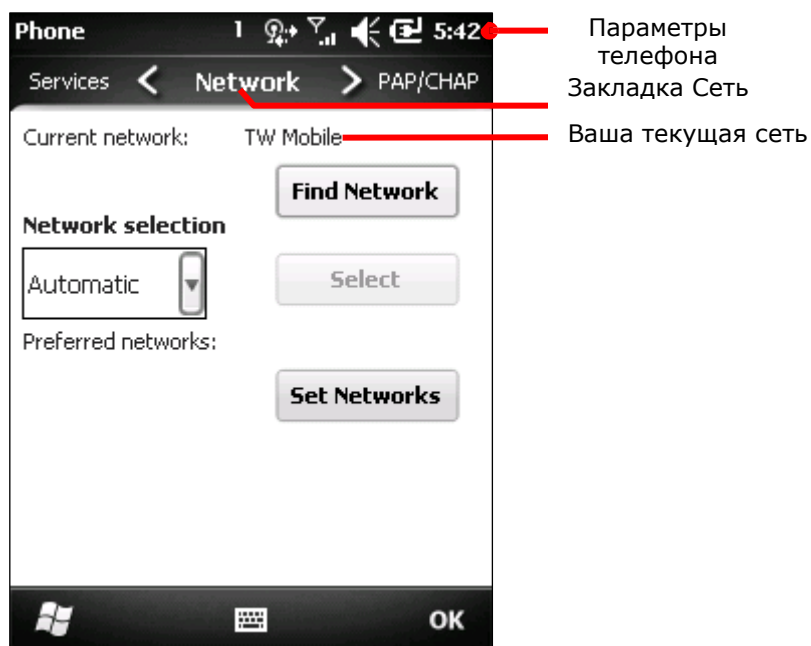 Phone 1 5:42
Services Network PAP/CHAP
Current network: TW Mobile
Find Network
Network selection
Automatic
Select
Preferred networks:
Set Networks
OK
Параметры
телефона
Закладка Сеть
Ваша текущая сеть